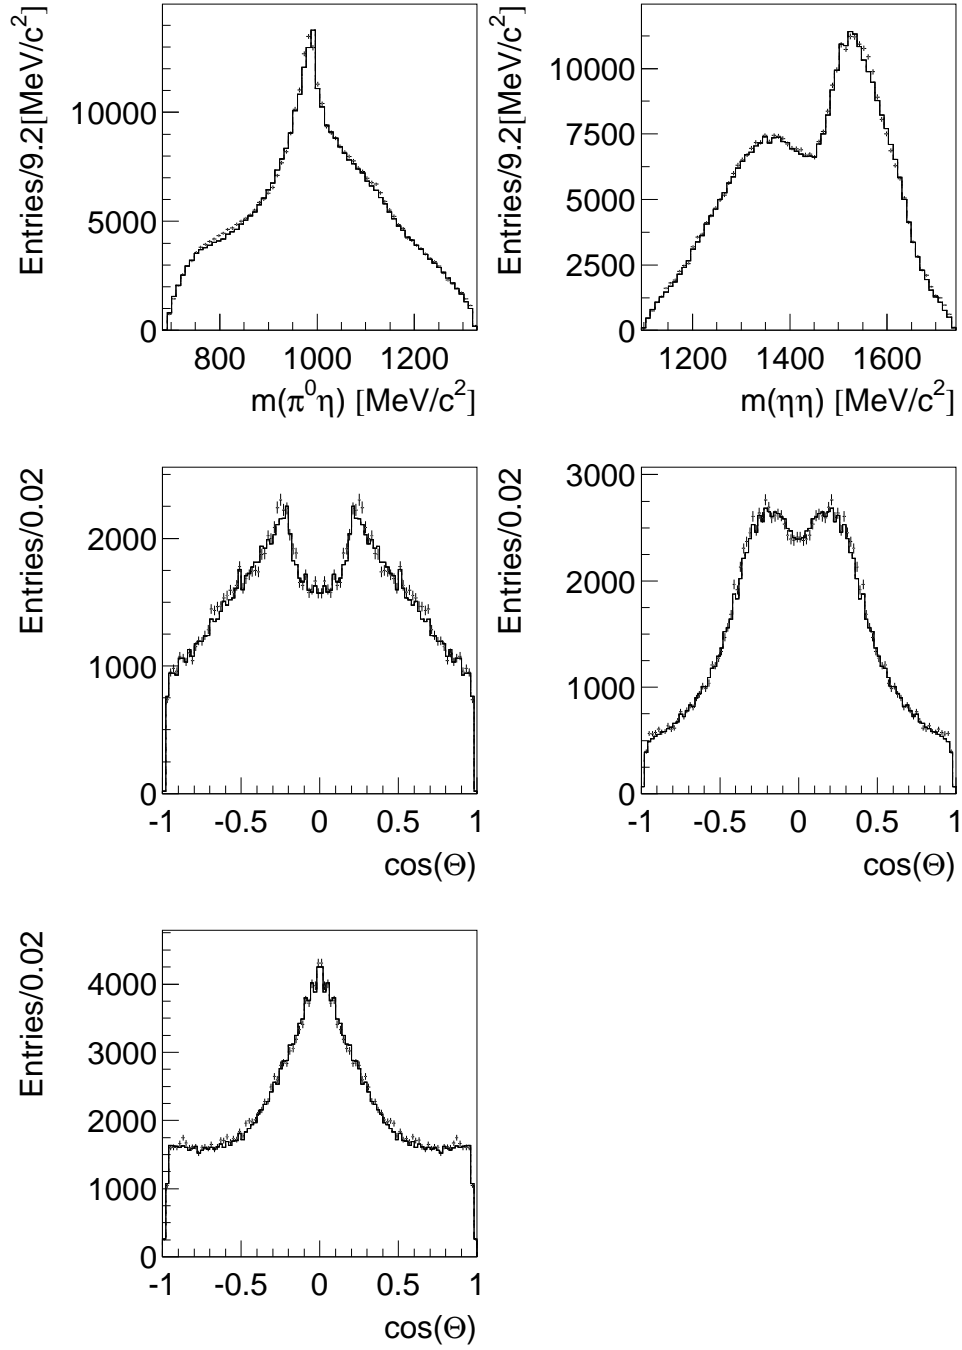 Entries/9.2[MeV/c²]
10000
5000
0
800 1000 1200
m(π⁰η) [MeV/c²]
Entries/9.2[MeV/c²]
10000
7500
5000
2500
0
1200 1400 1600
m(ηη) [MeV/c²]
Entries/0.02
2000
1000
0
-1 -0.5 0 0.5 1
cos(Θ)
Entries/0.02
3000
2000
1000
0
-1 -0.5 0 0.5 1
cos(Θ)
Entries/0.02
4000
3000
2000
1000
0
-1 -0.5 0 0.5 1
cos(Θ)